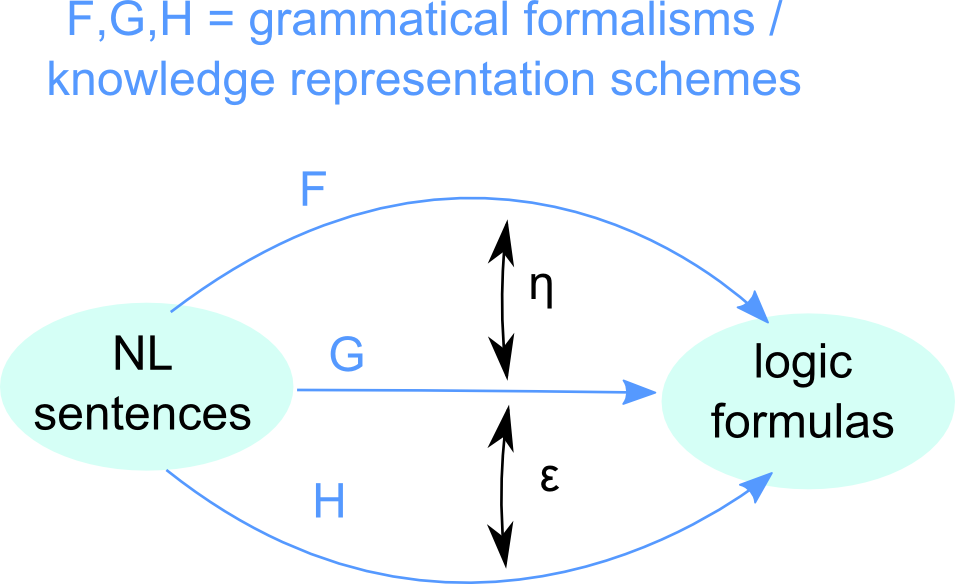 F,G,H = grammatical formalisms /
knowledge representation schemes
F
η
NL
sentences
G
logic
formulas
ε
H